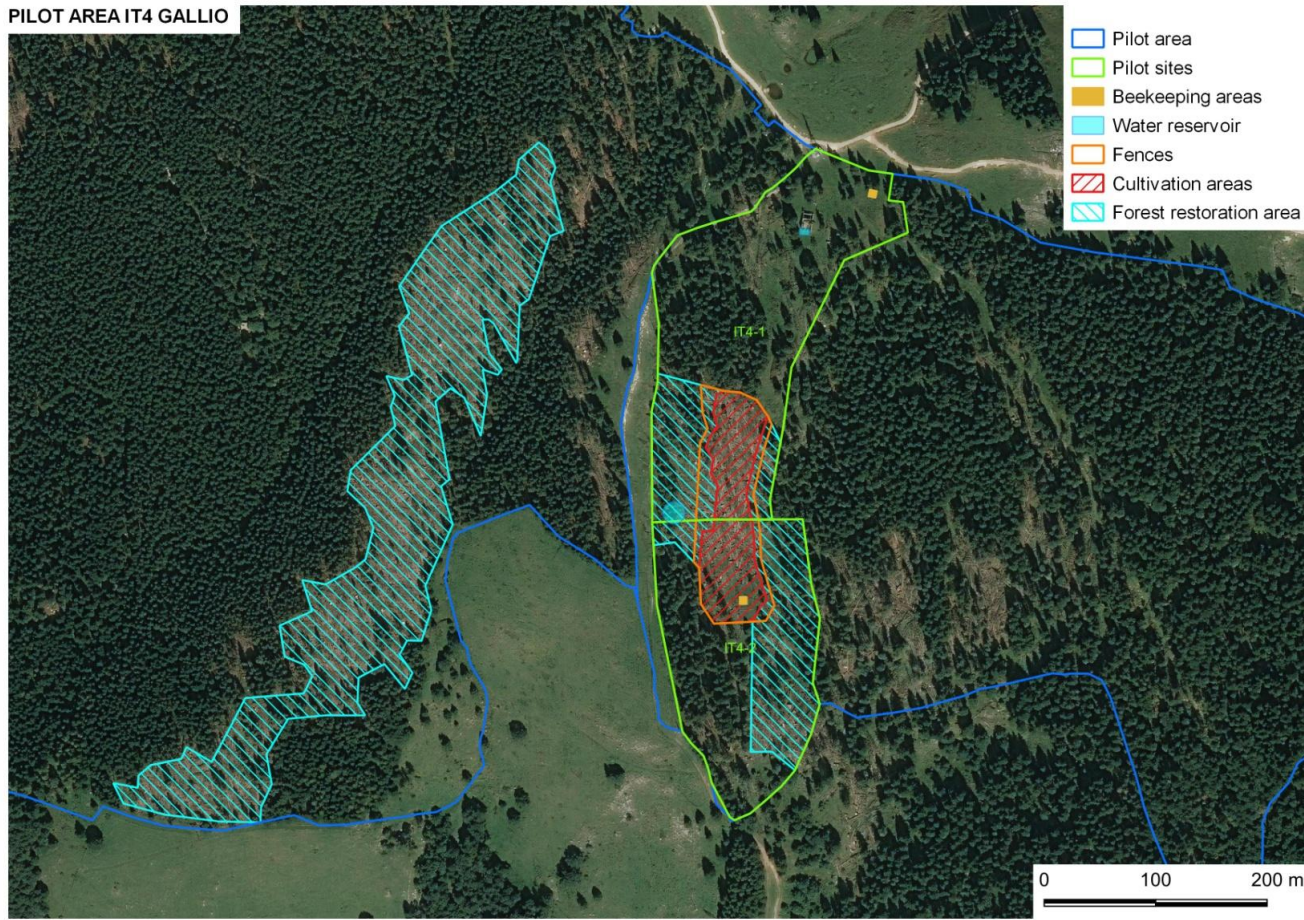 PILOT AREA IT4 GALLIO
Pilot area
Pilot sites
Beekeeping areas
Water reservoir
Fences
Cultivation areas
Forest restoration area
IT4-1
IT4-2
0 100 200 m